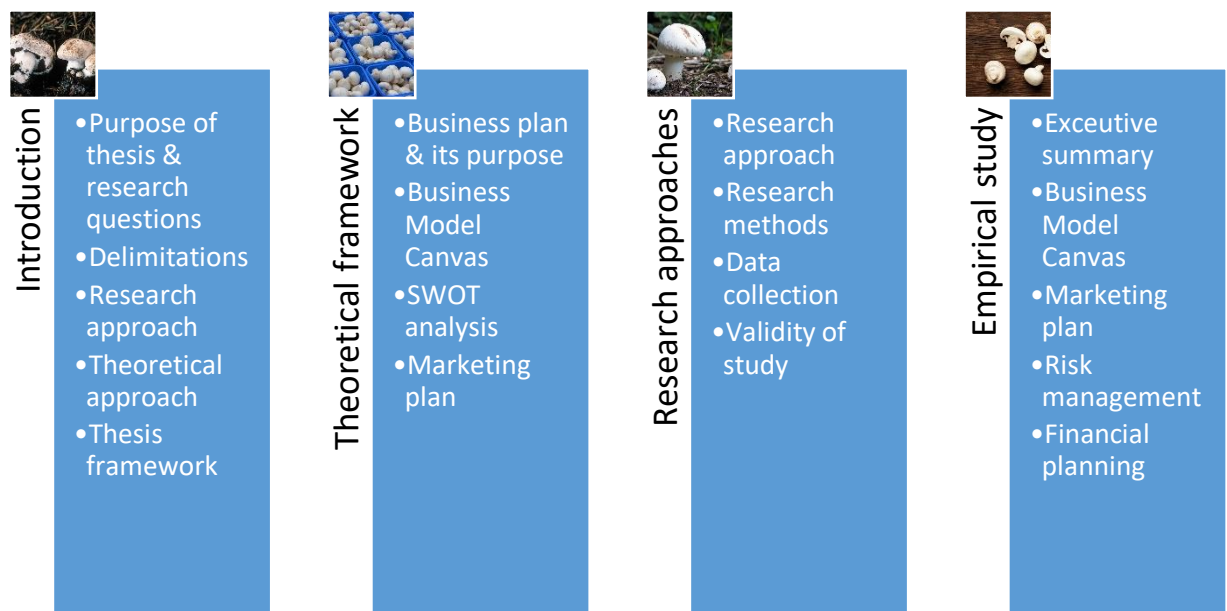 Introduction
•Purpose of
thesis &
research
questions
•Delimitations
•Research
approach
•Theoretical
approach
•Thesis
framework
Theoretical framework
•Business plan
& its purpose
•Business
Model
Canvas
•SWOT
analysis
•Marketing
plan
Research approaches
•Research
approach
•Research
methods
•Data
collection
•Validity of
study
Empirical study
•Exceutive
summary
•Business
Model
Canvas
•Marketing
plan
•Risk
management
•Financial
planning